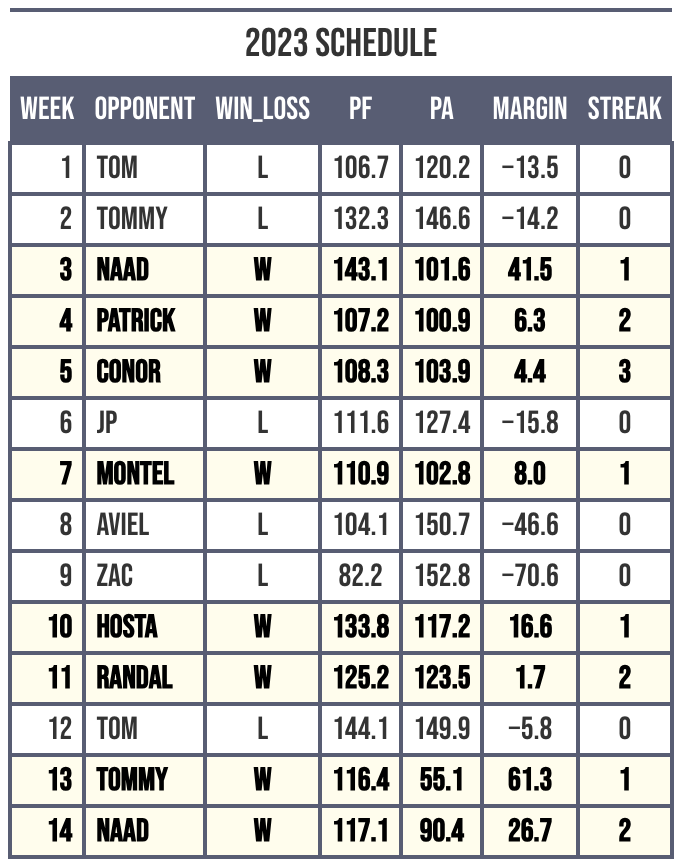 2023 SCHEDULE
WEEK OPPONENT WIN_LOSS PF PA MARGIN STREAK
1 TOM L 106.7 120.2 −13.5 0
2 TOMMY L 132.3 146.6 −14.2 0
3 NAAD W 143.1 101.6 41.5 1
4 PATRICK W 107.2 100.9 6.3 2
5 CONOR W 108.3 103.9 4.4 3
6 JP L 111.6 127.4 −15.8 0
7 MONTEL W 110.9 102.8 8.0 1
8 AVIEL L 104.1 150.7 −46.6 0
9 ZAC L 82.2 152.8 −70.6 0
10 HOSTA W 133.8 117.2 16.6 1
11 RANDAL W 125.2 123.5 1.7 2
12 TOM L 144.1 149.9 −5.8 0
13 TOMMY W 116.4 55.1 61.3 1
14 NAAD W 117.1 90.4 26.7 2